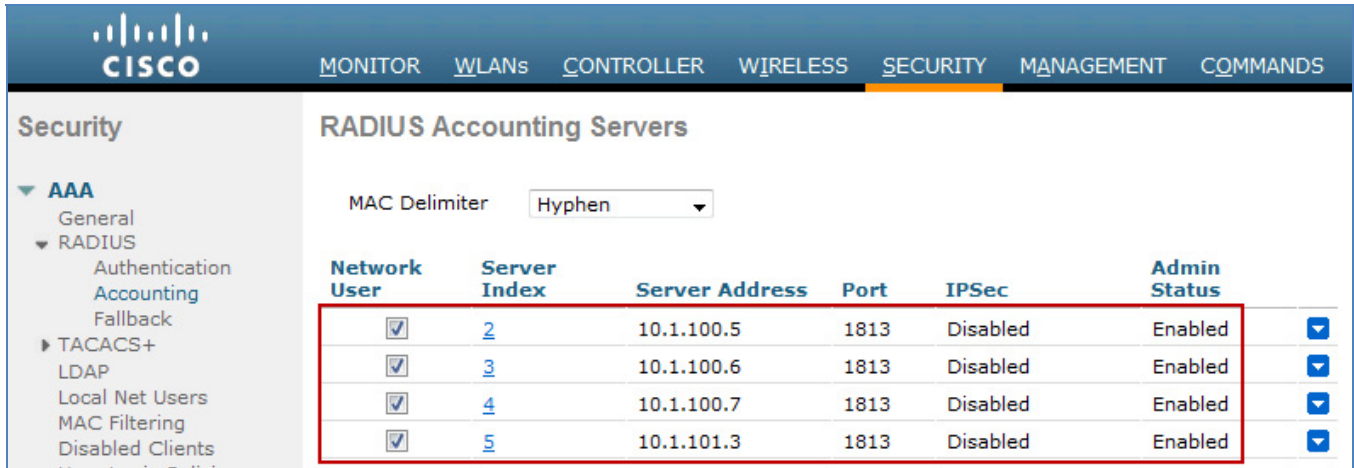 CISCO
MONITOR WLANs CONTROLLER WIRELESS SECURITY MANAGEMENT COMMANDS
Security
AAA
General
RADIUS
Authentication
Accounting
Fallback
TACACS+
LDAP
Local Net Users
MAC Filtering
Disabled Clients
RADIUS Accounting Servers
MAC Delimiter Hyphen
Network User Server Index Server Address Port IPSec Admin Status
2 10.1.100.5 1813 Disabled Enabled
3 10.1.100.6 1813 Disabled Enabled
4 10.1.100.7 1813 Disabled Enabled
5 10.1.101.3 1813 Disabled Enabled